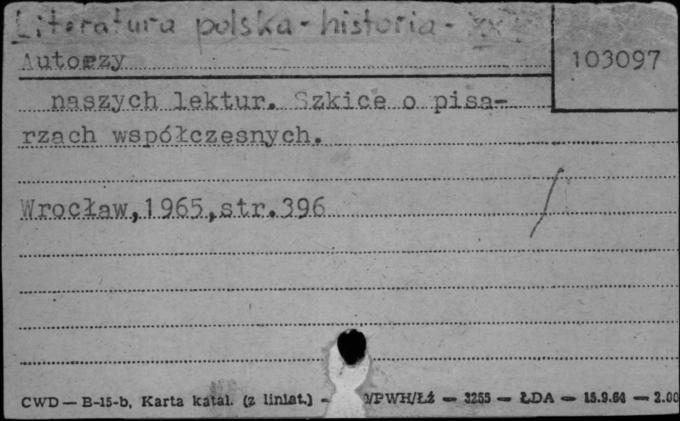 Literatura polska - historia - XX
Autorzy
103097
naszych lektur. Szkice o pisa-
rzach współczesnych.
Wrocław,1965,str.396
CWD — B-15-b, Karta katal. (z liniat.) — /PWH/Łź — 3255 — ŁDA — 15.9.64 — 2.00